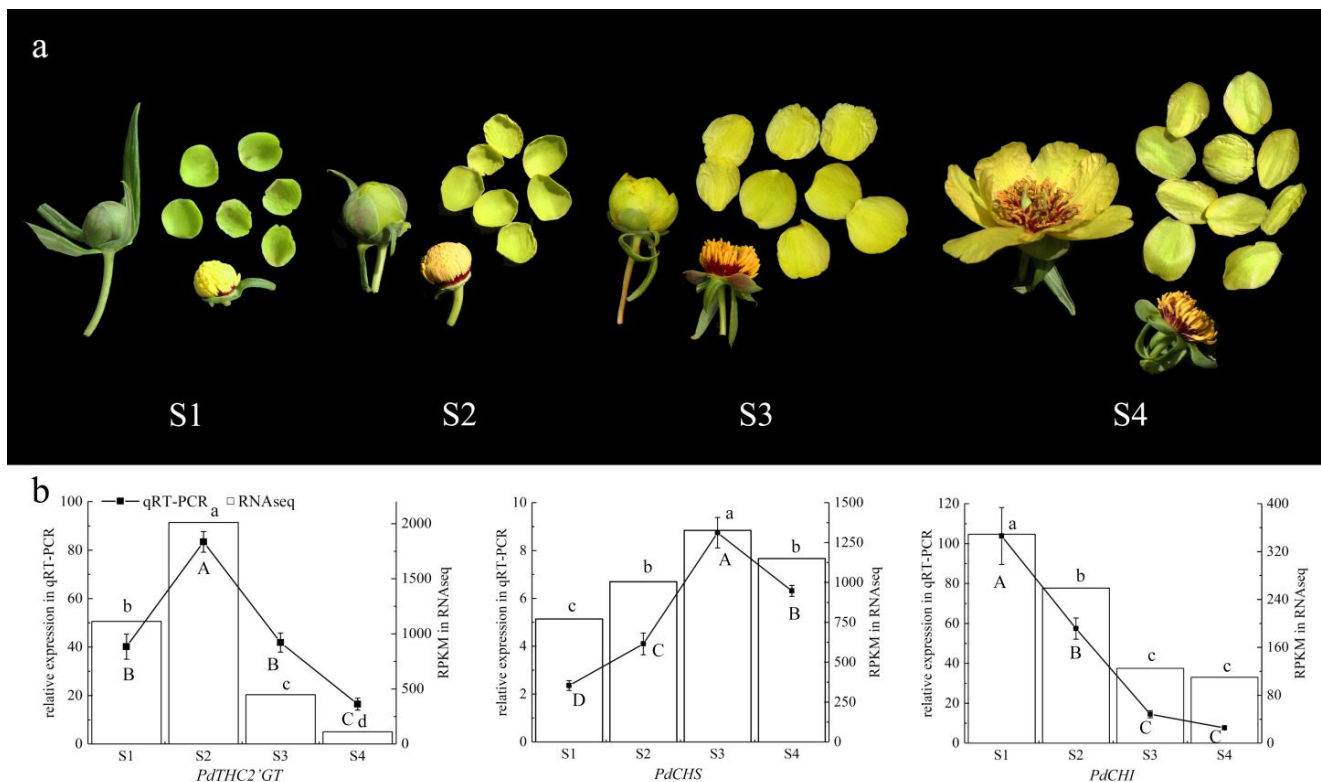 a
S1
S2
S3
S4
b
qRT-PCR
RNAseq
relative expression in qRT-PCR
100
80
60
40
20
0
b
a
c
d
B
A
B
C
2000
1500
1000
500
0
RPKM in RNAseq
S1 S2 S3 S4
PdTHC2'GT
relative expression in qRT-PCR
10
8
6
4
2
0
c
b
a
b
D
C
A
B
1500
1250
1000
750
500
250
0
RPKM in RNAseq
S1 S2 S3 S4
PdCHS
relative expression in qRT-PCR
120
100
80
60
40
20
0
a
b
c
c
A
B
C
C
400
320
240
160
80
0
RPKM in RNAseq
S1 S2 S3 S4
PdCHI